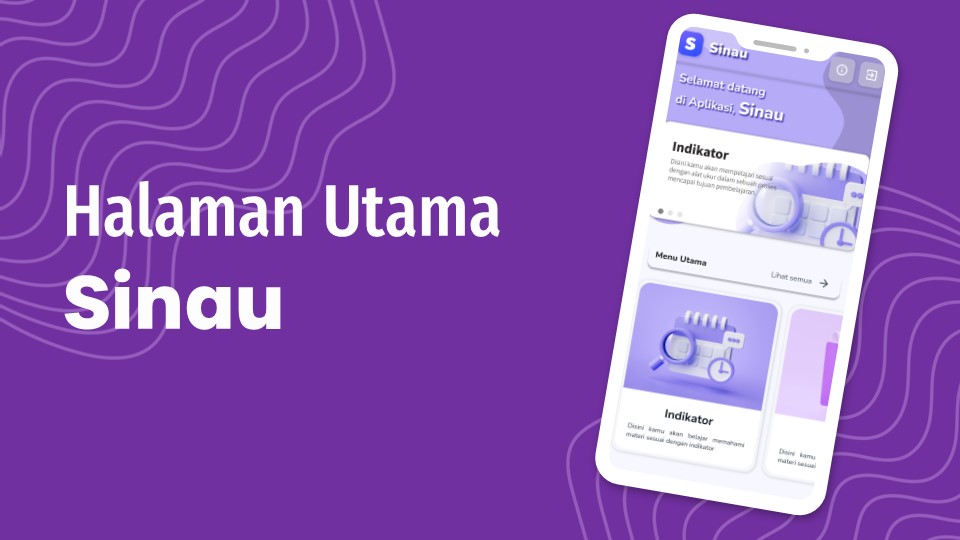 Halaman Utama
Sinau
S Sinau
Selamat datang
di Aplikasi, Sinau
Indikator
Disini kamu akan mempelajari sesuai
dengan alat ukur dalam sebuah proses
mencapai tujuan pembelajaran.
Menu Utama
Lihat semua
Indikator
Disini kamu akan belajar memahami
materi sesuai dengan indikator
Disini kamu
materi sesuai